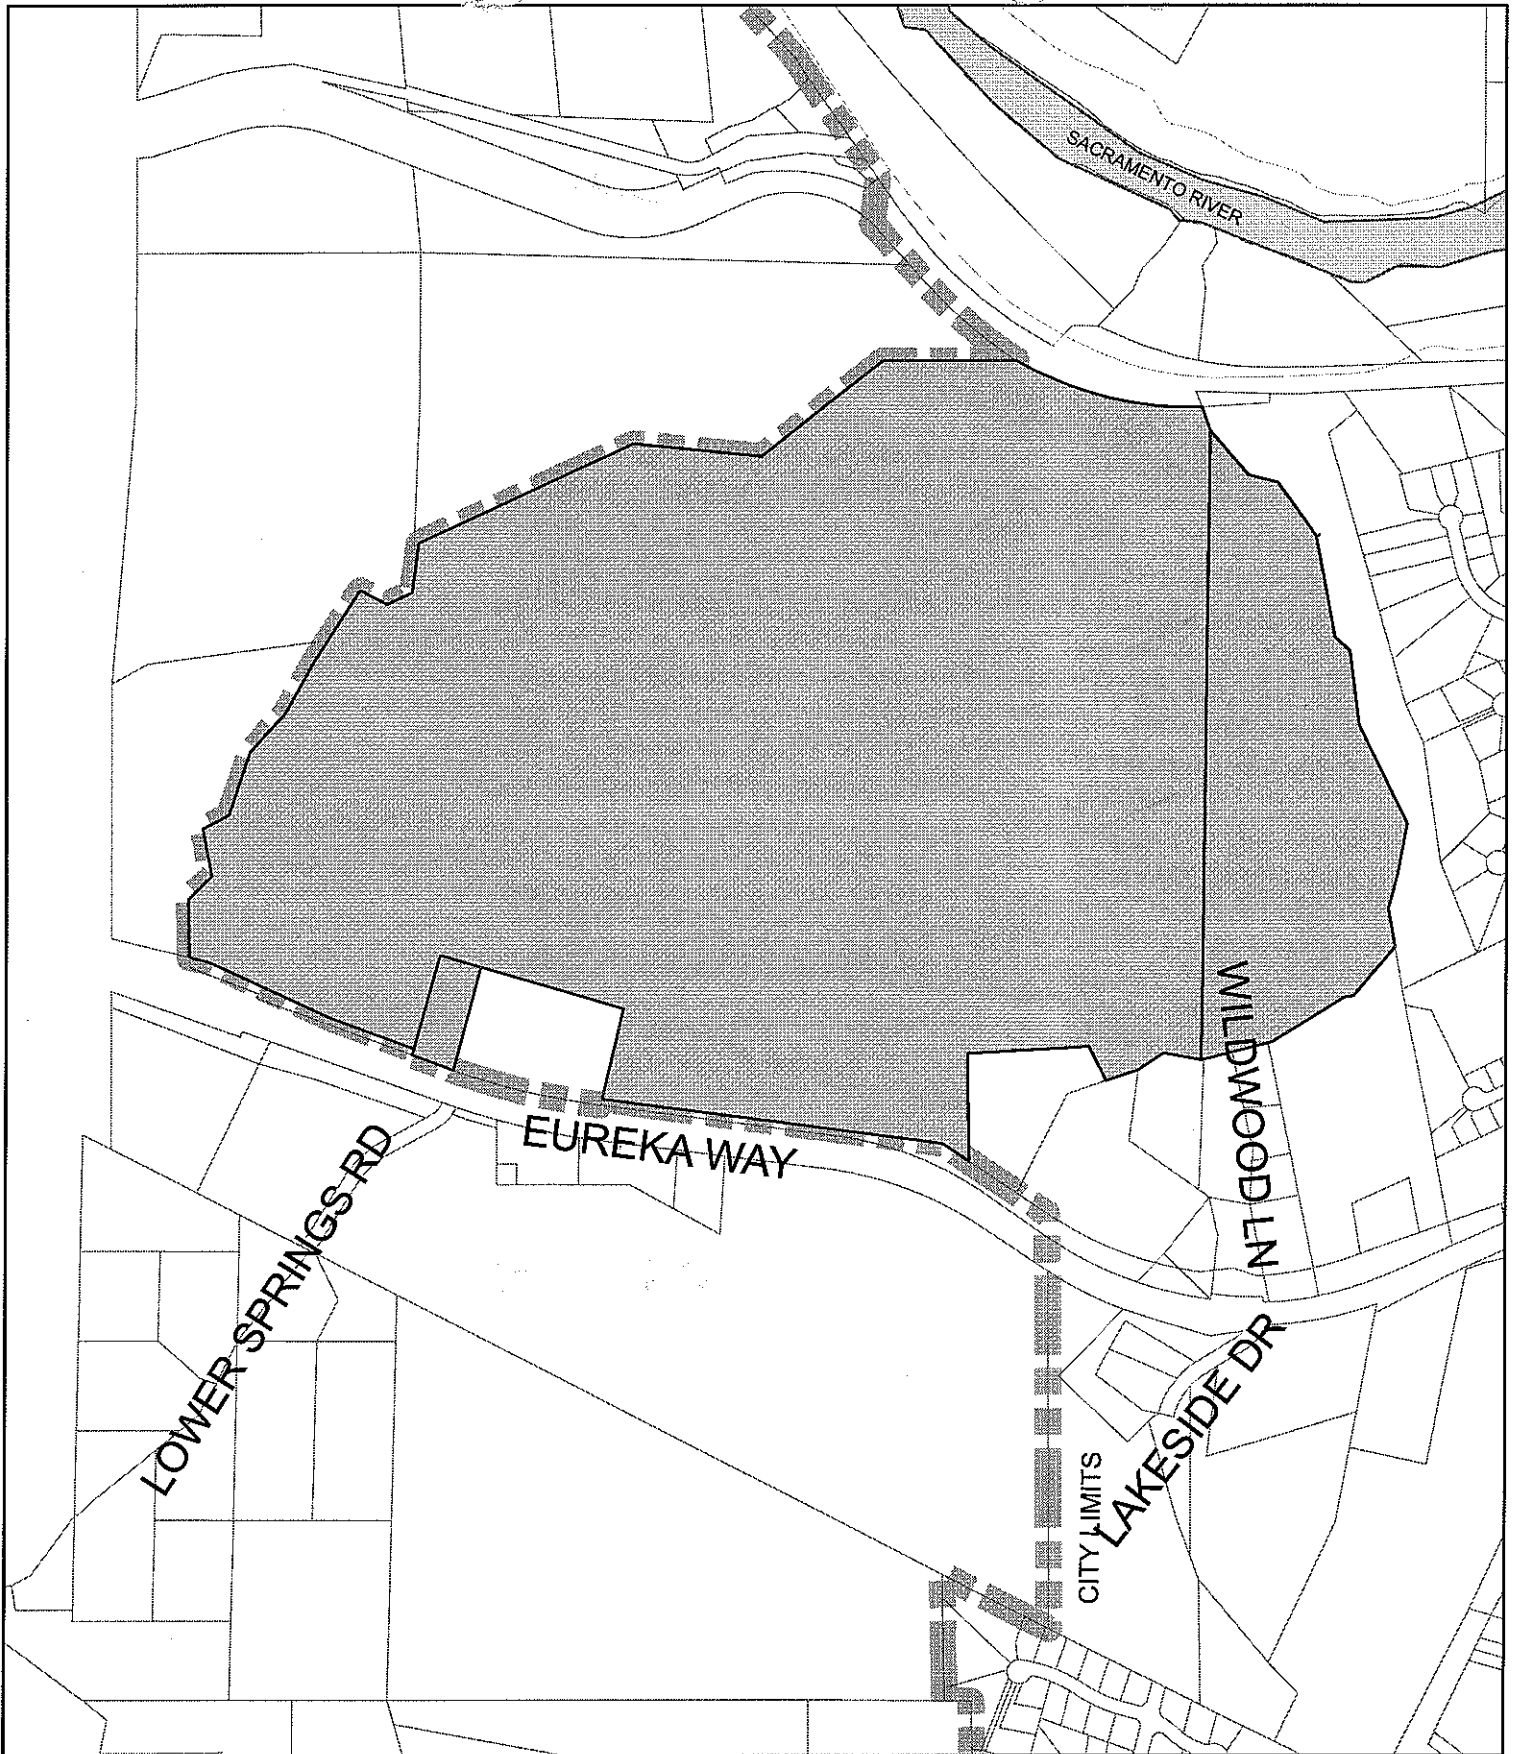 SACRAMENTO RIVER
WILDWOOD LN
EUREKA WAY
LOWER SPRINGS RD
LAKESIDE DR
CITY LIMITS